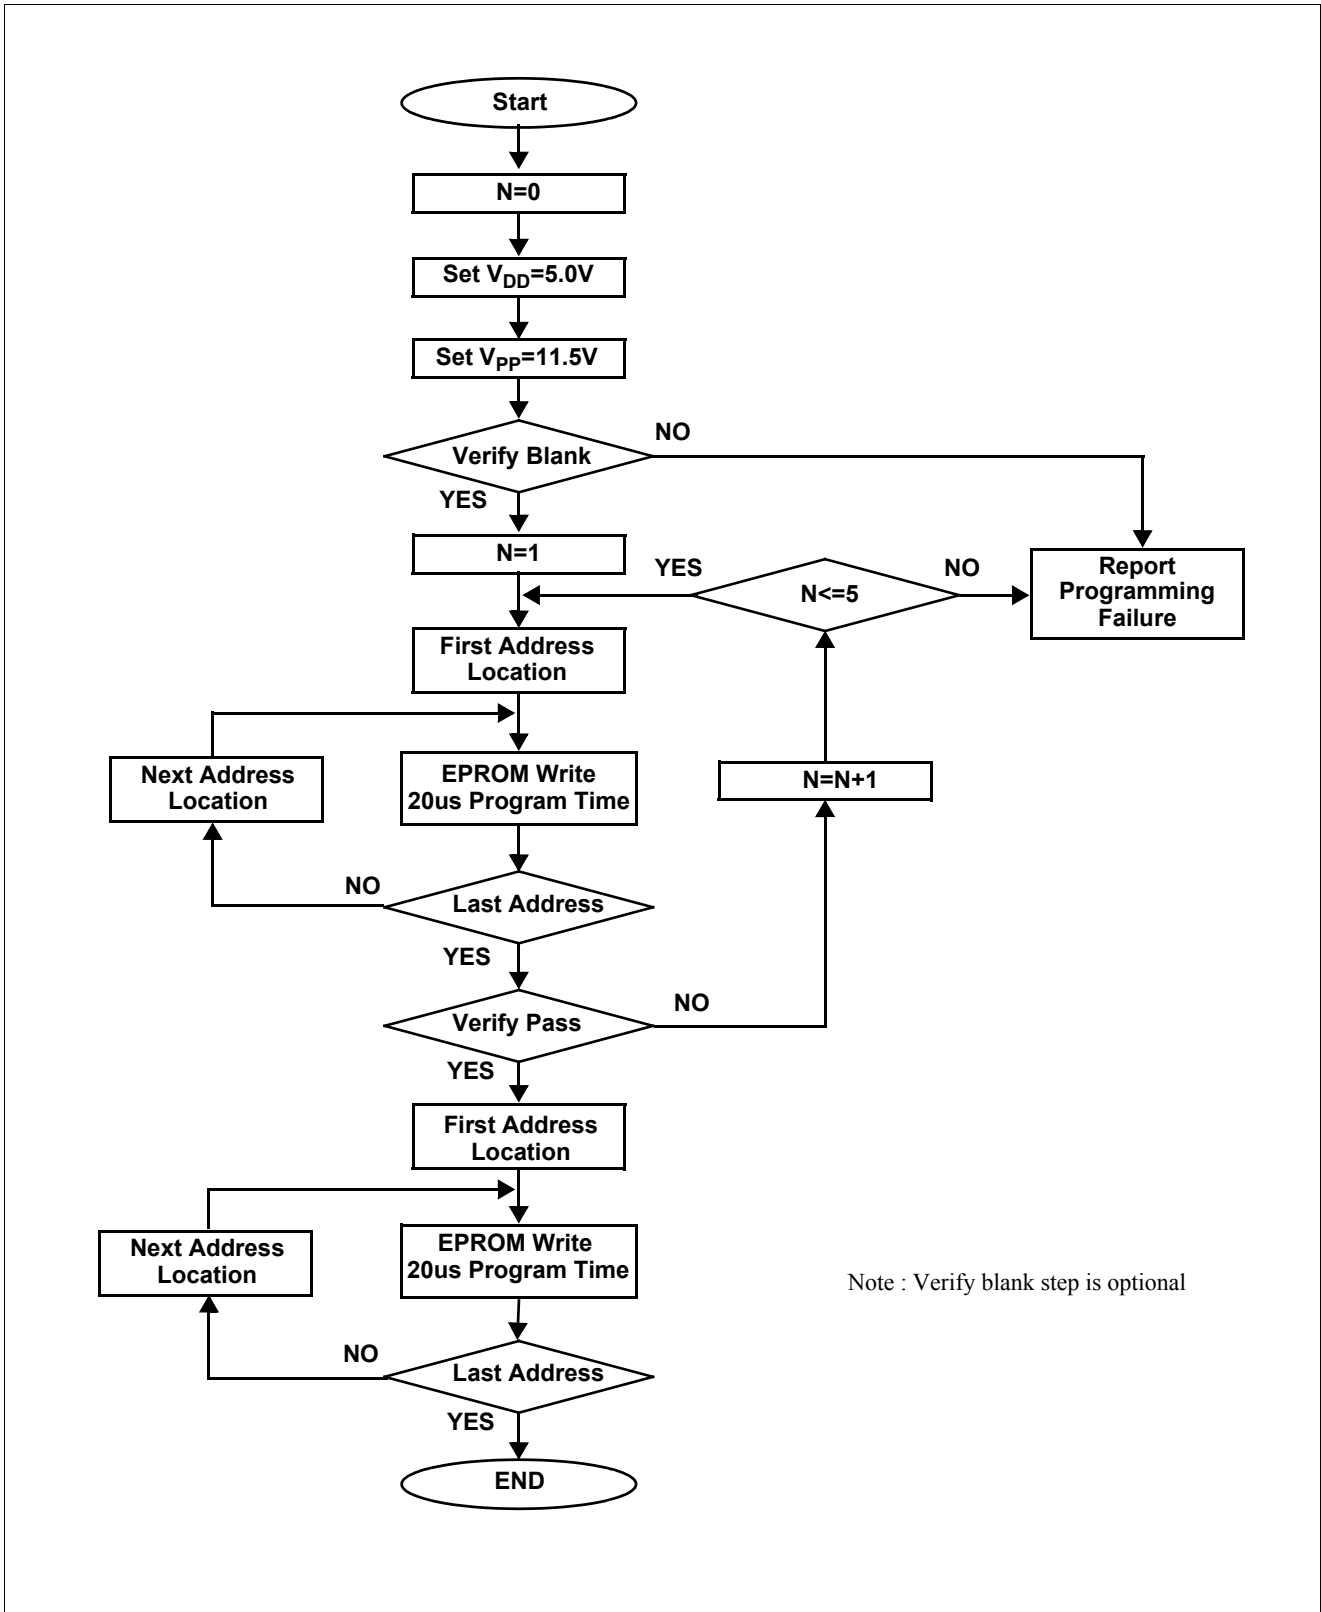 Start
N=0
Set VDD=5.0V
Set VPP=11.5V
Verify Blank
NO
YES
N=1
YES
N<=5
NO
Report
Programming
Failure
First Address
Location
Next Address
Location
EPROM Write
20us Program Time
N=N+1
NO
Last Address
YES
Verify Pass
NO
YES
First Address
Location
Next Address
Location
EPROM Write
20us Program Time
Note : Verify blank step is optional
NO
Last Address
YES
END